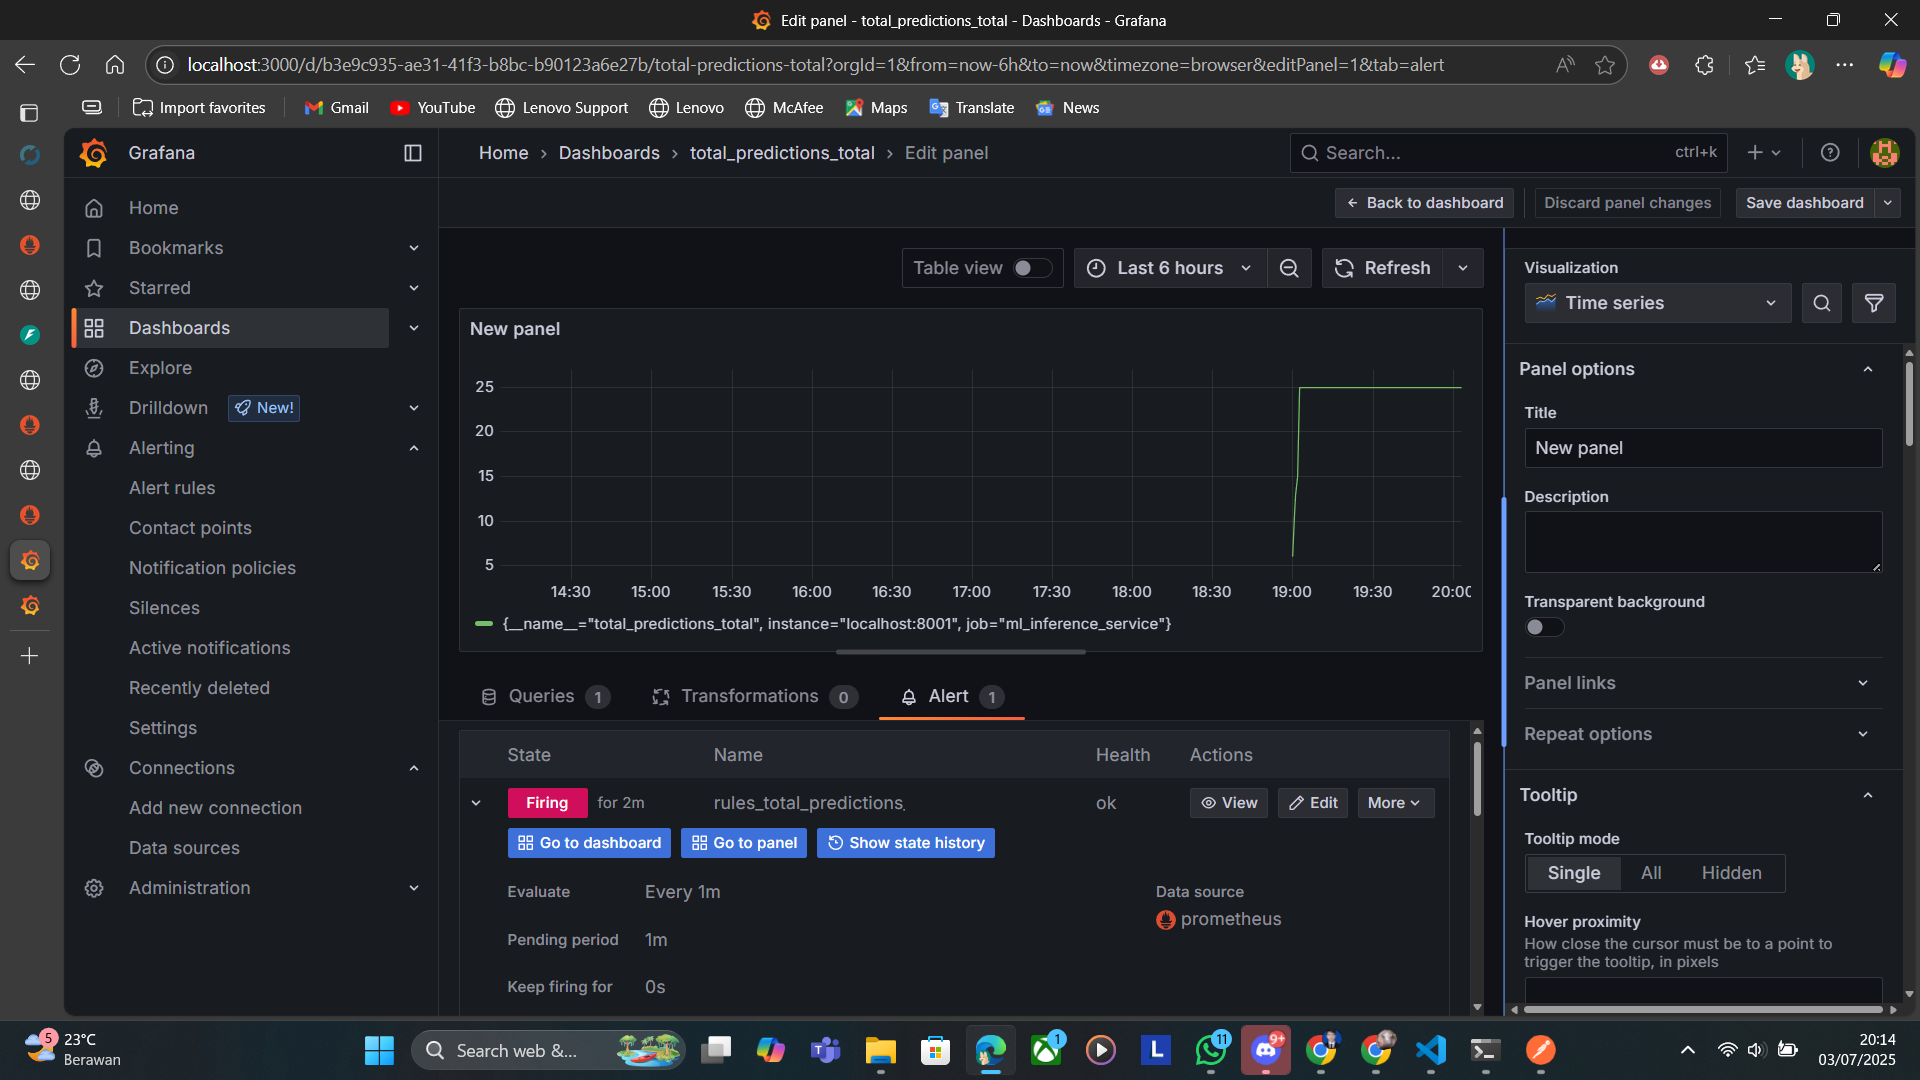 Edit panel - total_predictions_total - Dashboards - Grafana
localhost:3000/d/b3e9c935-ae31-41f3-b8bc-b90123a6e27b/total-predictions-total?orgId=1&from=now-6h&to=now&timezone=browser&editPanel=1&tab=alert
Import favorites Gmail YouTube Lenovo Support Lenovo McAfee Maps Translate News
Grafana
Home › Dashboards › total_predictions_total › Edit panel
Search... ctrl+k
Back to dashboard Discard panel changes Save dashboard
Home
Bookmarks
Starred
Dashboards
Explore
Drilldown New!
Alerting
Alert rules
Contact points
Notification policies
Silences
Active notifications
Recently deleted
Settings
Connections
Add new connection
Data sources
Administration
Table view Last 6 hours Refresh
New panel
25
20
15
10
5
14:30 15:00 15:30 16:00 16:30 17:00 17:30 18:00 18:30 19:00 19:30 20:00
{__name__="total_predictions_total", instance="localhost:8001", job="ml_inference_service"}
Queries 1 Transformations 0 Alert 1
State Name Health Actions
Firing for 2m rules_total_predictions_ ok View Edit More
Go to dashboard Go to panel Show state history
Evaluate Every 1m
Data source
prometheus
Pending period 1m
Keep firing for 0s
Visualization
Time series
Panel options
Title
New panel
Description
Transparent background
Panel links
Repeat options
Tooltip
Tooltip mode
Single All Hidden
Hover proximity
How close the cursor must be to a point to
trigger the tooltip, in pixels
5
23°C
Berawan
Search web &...
1
11
9+
L
20:14
03/07/2025